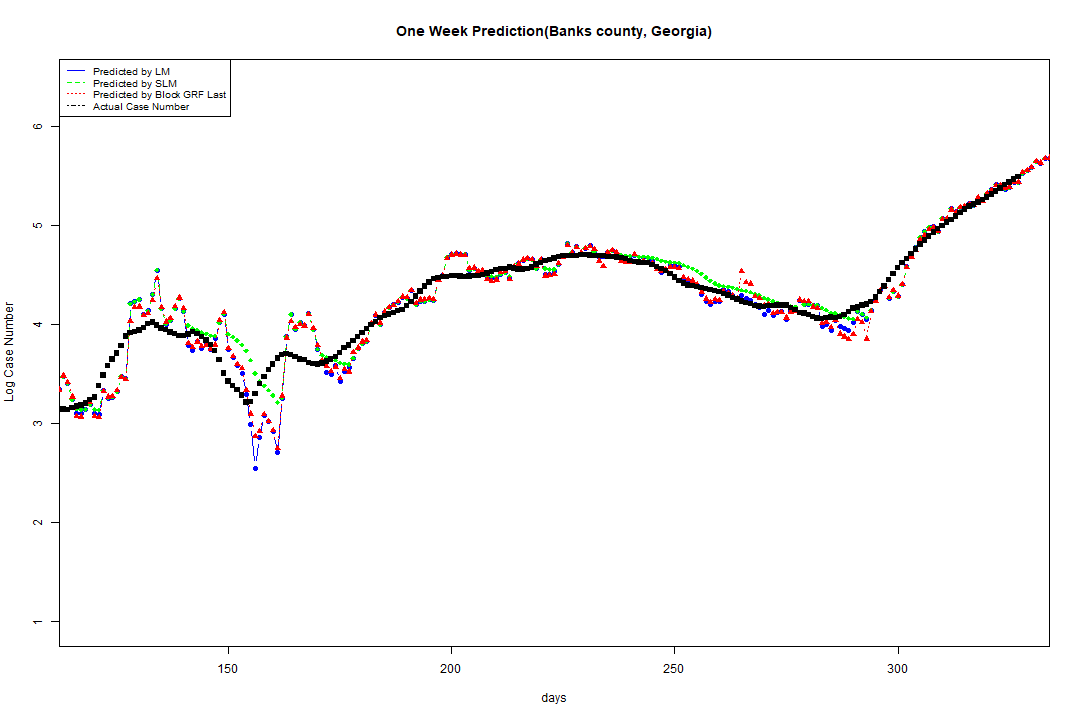 One Week Prediction(Banks county, Georgia)
Predicted by LM
Predicted by SLM
Predicted by Block GRF Last
Actual Case Number
Log Case Number
6
5
4
3
2
1
150
200
250
300
days